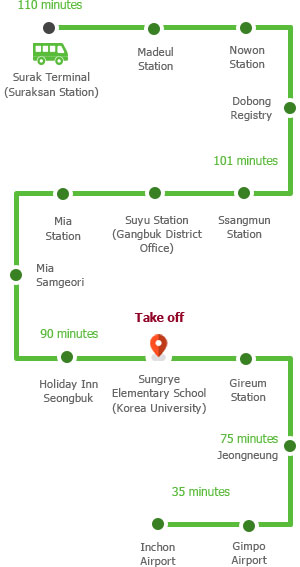 110 minutes
Surak Terminal
(Suraksan Station)
Madeul
Station
Nowon
Station
Dobong
Registry
101 minutes
Mia
Station
Suyu Station
(Gangbuk District
Office)
Ssangmun
Station
Mia
Samgeori
Take off
90 minutes
Holiday Inn
Seongbuk
Sungrye
Elementary School
(Korea University)
Gireum
Station
75 minutes
Jeongneung
35 minutes
Inchon
Airport
Gimpo
Airport